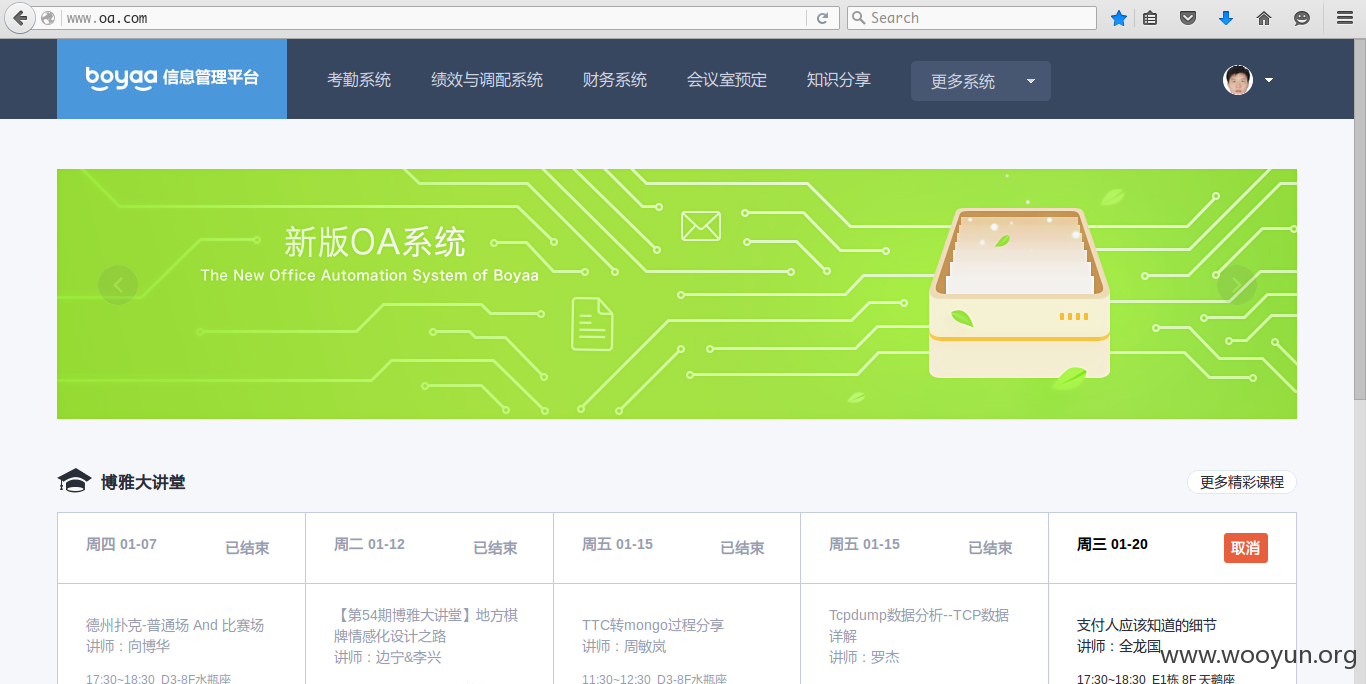 www.oa.com
Search
boyaa 信息管理平台
考勤系统
绩效与调配系统
财务系统
会议室预定
知识分享
更多系统
新版OA系统
The New Office Automation System of Boyaa
博雅大讲堂
更多精彩课程
周四 01-07
已结束
周二 01-12
已结束
周五 01-15
已结束
周五 01-15
已结束
周三 01-20
取消
德州扑克-普通场 And 比赛场
讲师：向博华
17:30~18:30 D3-8F水瓶座
【第54期博雅大讲堂】地方棋
牌情感化设计之路
讲师：边宁&李兴
TTC转mongo过程分享
讲师：周敏岚
11:30~12:30 D3-8F水瓶座
Tcpdump数据分析--TCP数据
详解
讲师：罗杰
支付人应该知道的细节
讲师：全龙国
17:30~18:30 E1栋 8F 天鹅座
www.wooyun.org